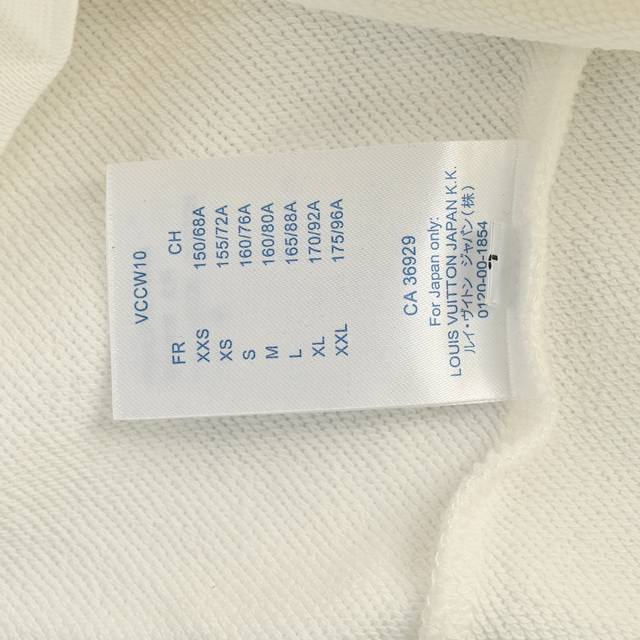 VCCW10
FR CH
XXS 150/68A
XS 155/72A
S 160/76A
M 160/80A
L 165/88A
XL 170/92A
XXL 175/96A
CA 36929
For Japan only:
LOUIS VUITTON JAPAN K.K.
ルイ・ヴィトン ジャパン(株)
0120-00-1854